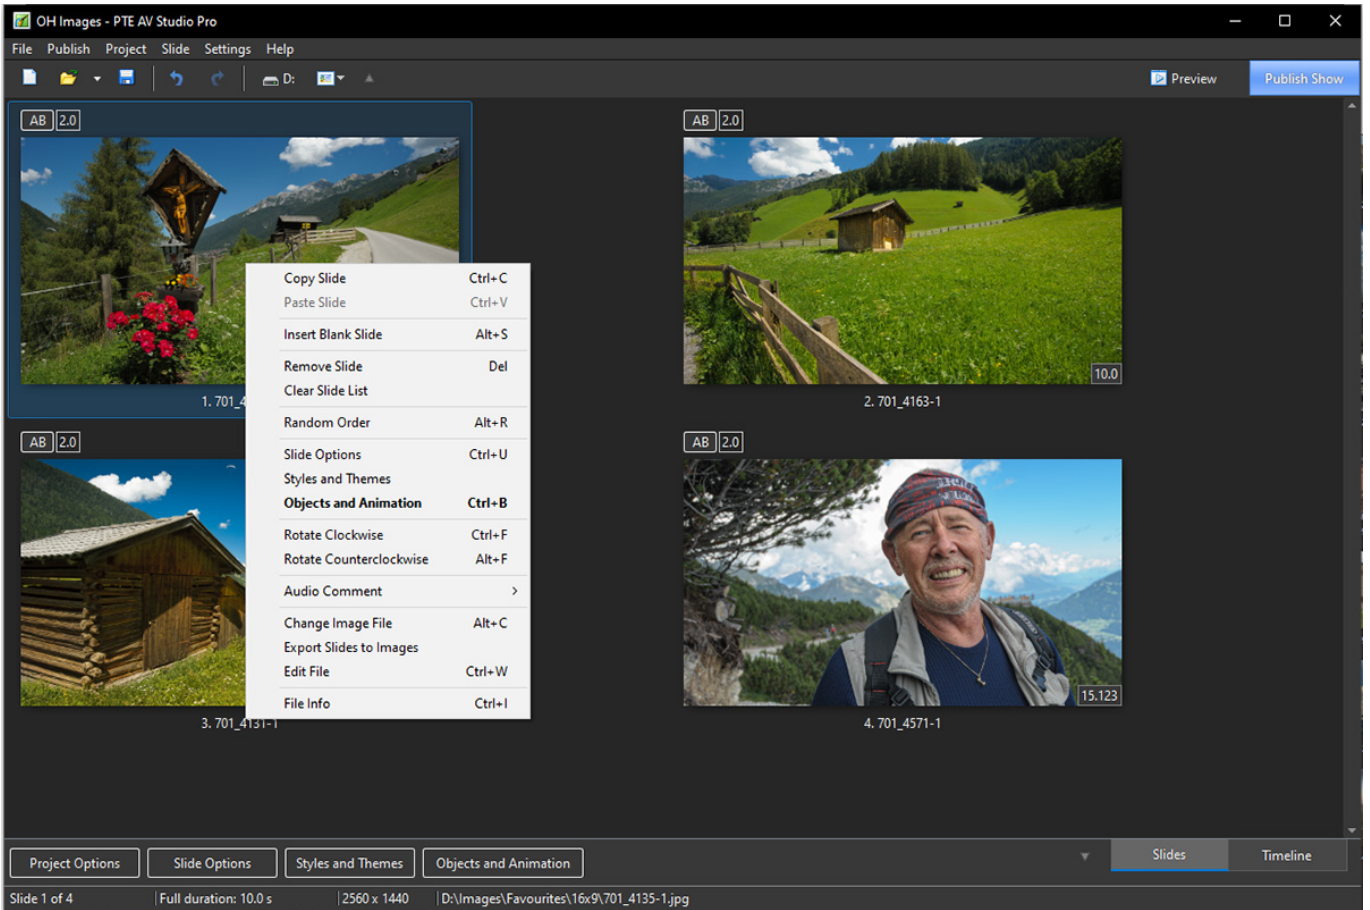 OH Images - PTE AV Studio Pro
File Publish Project Slide Settings Help
D: Preview Publish Show
AB 2.0 AB 2.0
10.0
1. 701_4 2. 701_4163-1
Copy Slide Ctrl+C
Paste Slide Ctrl+V
Insert Blank Slide Alt+S
Remove Slide Del
Clear Slide List
Random Order Alt+R
Slide Options Ctrl+U
Styles and Themes
Objects and Animation Ctrl+B
Rotate Clockwise Ctrl+F
Rotate Counterclockwise Alt+F
Audio Comment >
Change Image File Alt+C
Export Slides to Images
Edit File Ctrl+W
File Info Ctrl+I
AB 2.0 AB 2.0
15.123
3. 701_4131-1 4. 701_4571-1
Project Options Slide Options Styles and Themes Objects and Animation Slides Timeline
Slide 1 of 4 Full duration: 10.0 s 2560 x 1440 D:\Images\Favourites\16x9\701_4135-1.jpg